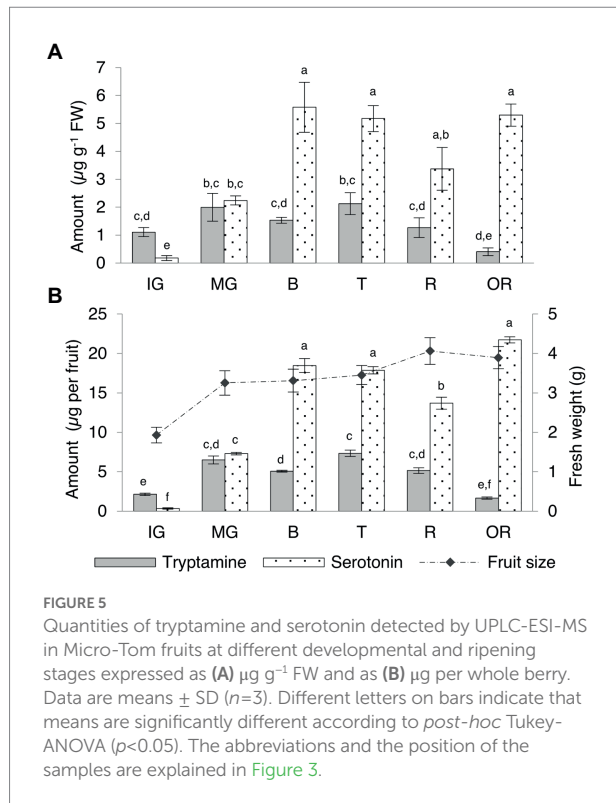 A
Amount (µg g⁻¹ FW)
7
6
5
4
3
2
1
0
c,d
e
b,c
b,c
c,d
a
b,c
a
c,d
a,b
d,e
a
IG MG B T R OR
B
Amount (µg per fruit)
25
20
15
10
5
0
e
f
c,d
c
d
a
c
a
c,d
b
e,f
a
5
4
3
2
1
0
Fresh weight (g)
IG MG B T R OR
Tryptamine Serotonin Fruit size
FIGURE 5
Quantities of tryptamine and serotonin detected by UPLC-ESI-MS
in Micro-Tom fruits at different developmental and ripening
stages expressed as (A) µg g⁻¹ FW and as (B) µg per whole berry.
Data are means ± SD (n=3). Different letters on bars indicate that
means are significantly different according to post-hoc Tukey-
ANOVA (p<0.05). The abbreviations and the position of the
samples are explained in Figure 3.